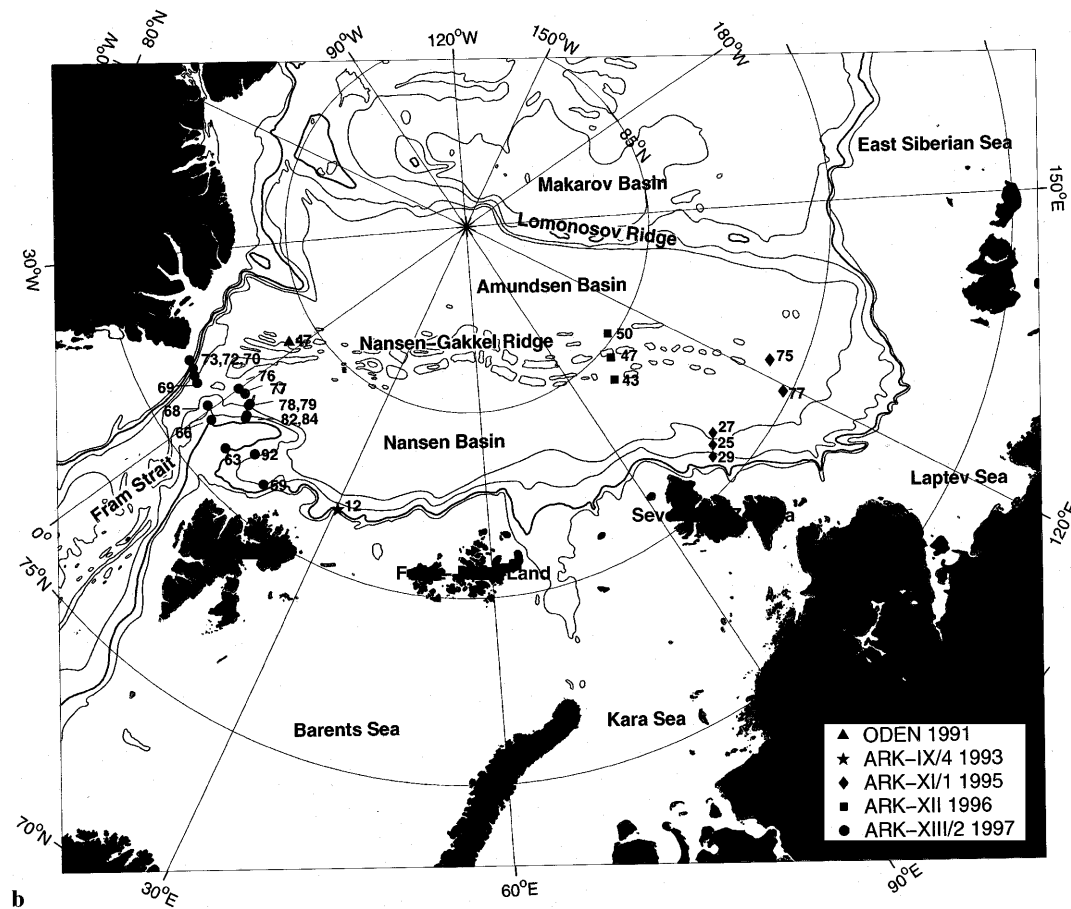 80°W
90°W
120°W
150°W
180°W
85°N
East Siberian Sea
Makarov Basin
150°E
Lomonosov Ridge
30°W
Amundsen Basin
47
Nansen–Gakkel Ridge
50
47
43
75
77
73,72,70
69
76
77
68
78,79
82,84
66
27
25
29
Nansen Basin
63
92
Fram Strait
69
12
Laptev Sea
0°
120°E
75°N
Land
Barents Sea
Kara Sea
ODEN 1991
ARK–IX/4 1993
ARK–XI/1 1995
ARK–XII 1996
ARK–XIII/2 1997
70°N
30°E
60°E
90°E
b